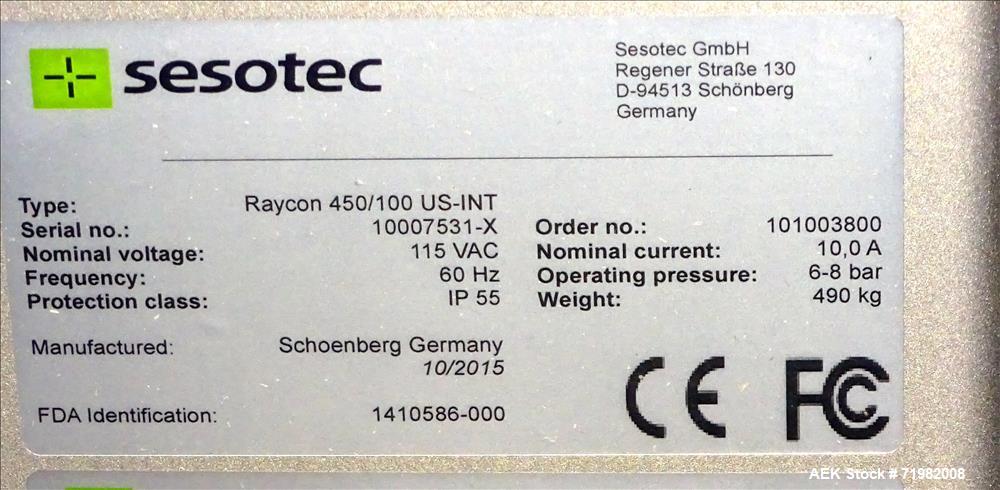 sesotec
Sesotec GmbH
Regener Straße 130
D-94513 Schönberg
Germany
Type: Raycon 450/100 US-INT
Serial no.: 10007531-X Order no.: 101003800
Nominal voltage: 115 VAC Nominal current: 10,0 A
Frequency: 60 Hz Operating pressure: 6-8 bar
Protection class: IP 55 Weight: 490 kg
Manufactured: Schoenberg Germany
10/2015
FDA Identification: 1410586-000
CE FCC
AEK Stock # 71982008